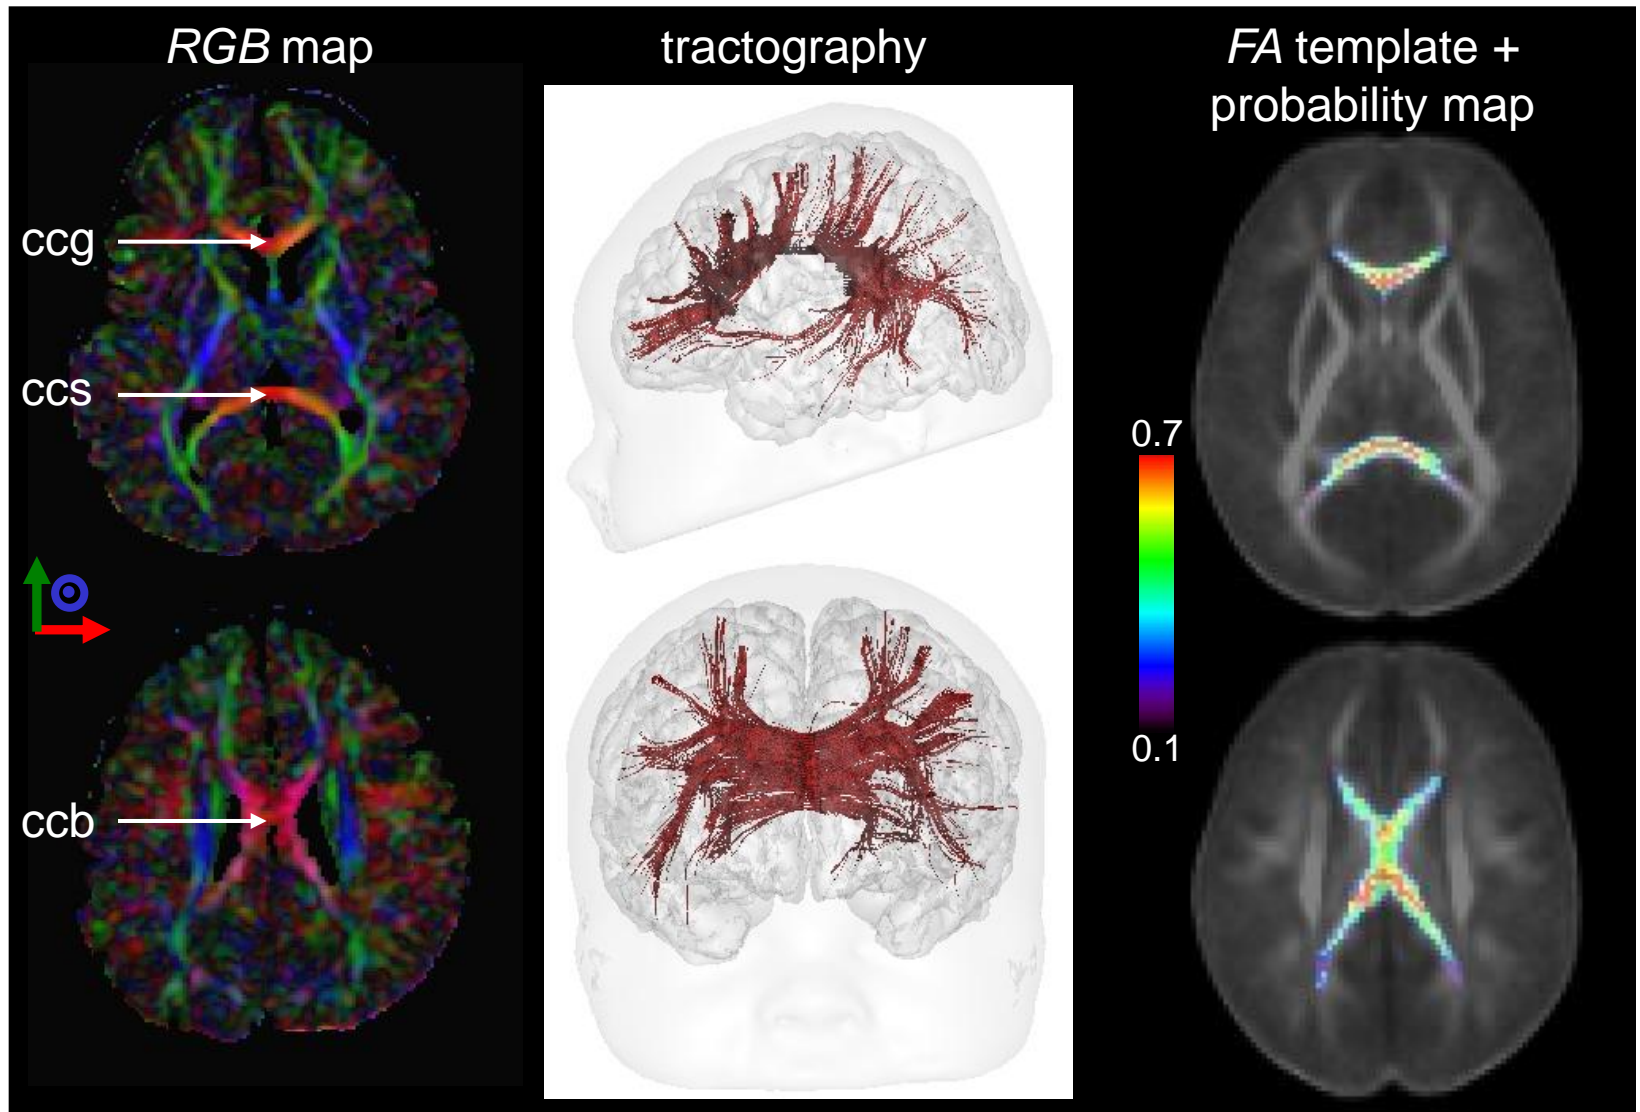 RGB map
tractography
FA template +
probability map
ccg
ccs
ccb
0.7
0.1